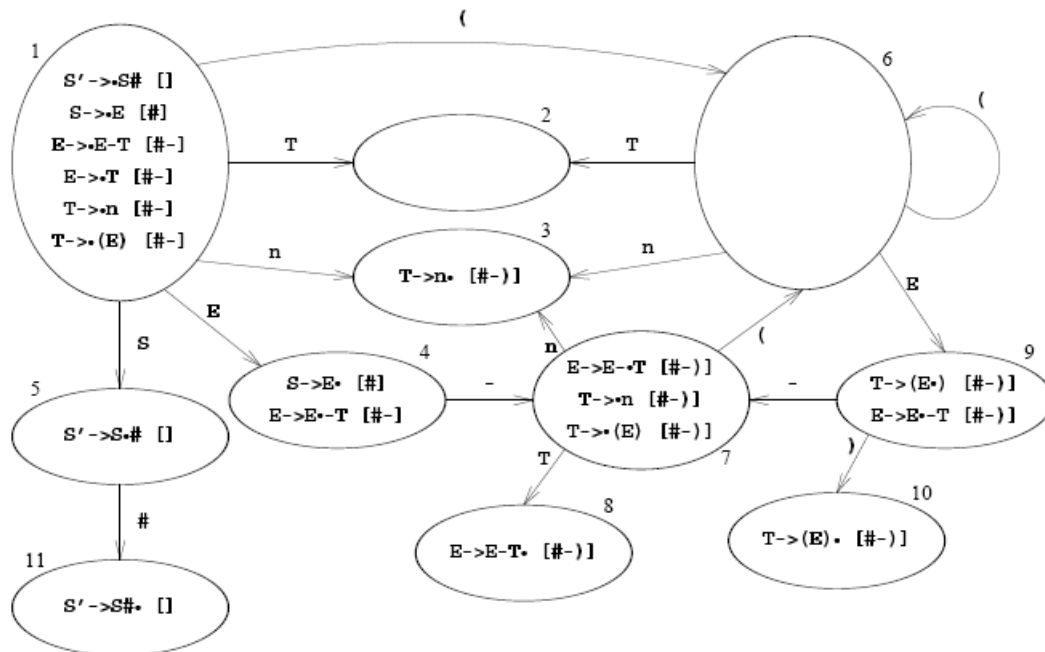 (
1
6
S'->•S# []
S->•E [#]
E->•E-T [#-]
E->•T [#-]
T->•n [#-]
T->•(E) [#-]
2
(
T
T
3
n
n
T->n• [#-)]
E
E
S
n
(
4
9
5
S->E• [#]
E->E•-T [#-]
-
E->E-•T [#-)]
T->•n [#-)]
T->•(E) [#-)]
-
T->(E•) [#-)]
E->E•-T [#-)]
S'->S•# []
T
7
)
10
8
#
E->E-T• [#-)]
T->(E)• [#-)]
11
S'->S#• []